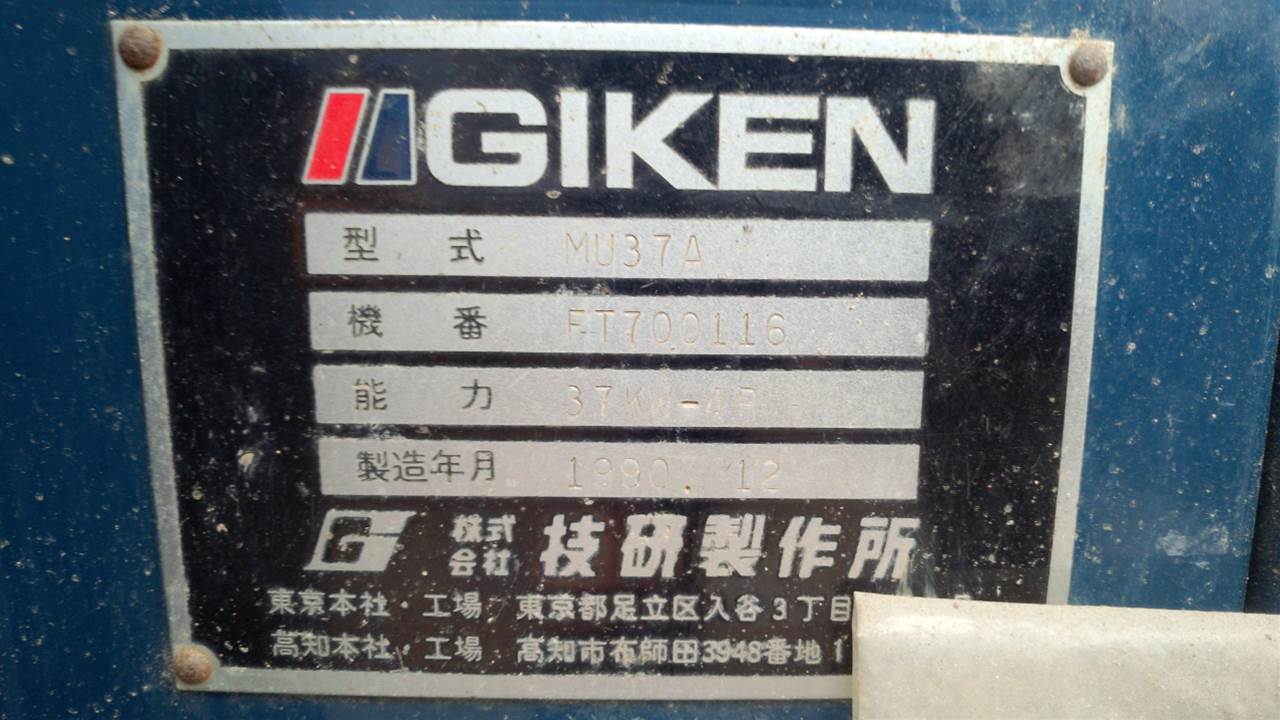 GIKEN
型式 MU37A
機番 FT700116
能力 37KW-4P
製造年月 1990. 12
G 株式会社 技研製作所
東京本社・工場 東京都足立区入谷3丁目
高知本社・工場 高知市布師田3948番地1